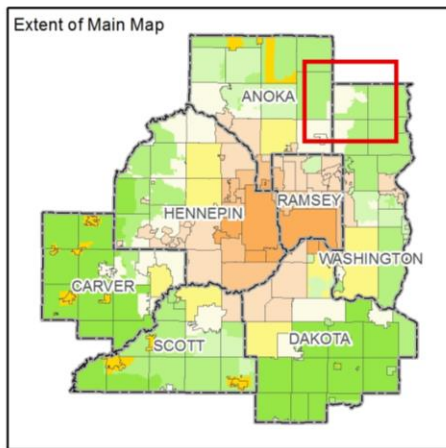 Extent of Main Map
ANOKA
HENNEPIN
RAMSEY
WASHINGTON
CARVER
SCOTT
DAKOTA